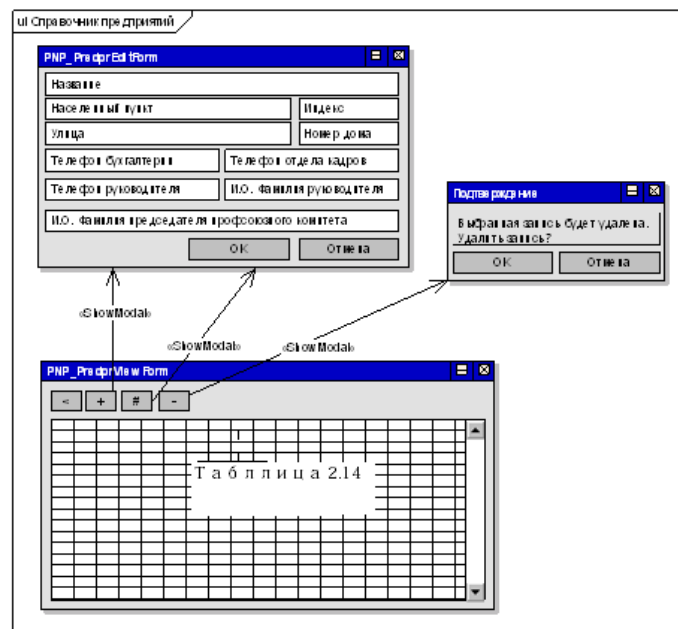 ui Справочник предприятий
PNP_PredprEditForm
Название
Населенный пункт
Индекс
Улица
Номер дома
Телефон бухгалтерии
Телефон отдела кадров
Телефон руководителя
И.О. Фамилия руководителя
И.О. Фамилия председателя профсоюзного комитета
OK
Отмена
Подтверждение
Выбранная запись будет удалена.
Удалить запись?
OK
Отмена
«ShowModal»
«ShowModal»
«ShowModal»
PNP_PredprView Form
< + # -
Т а б л л и ц а 2.14